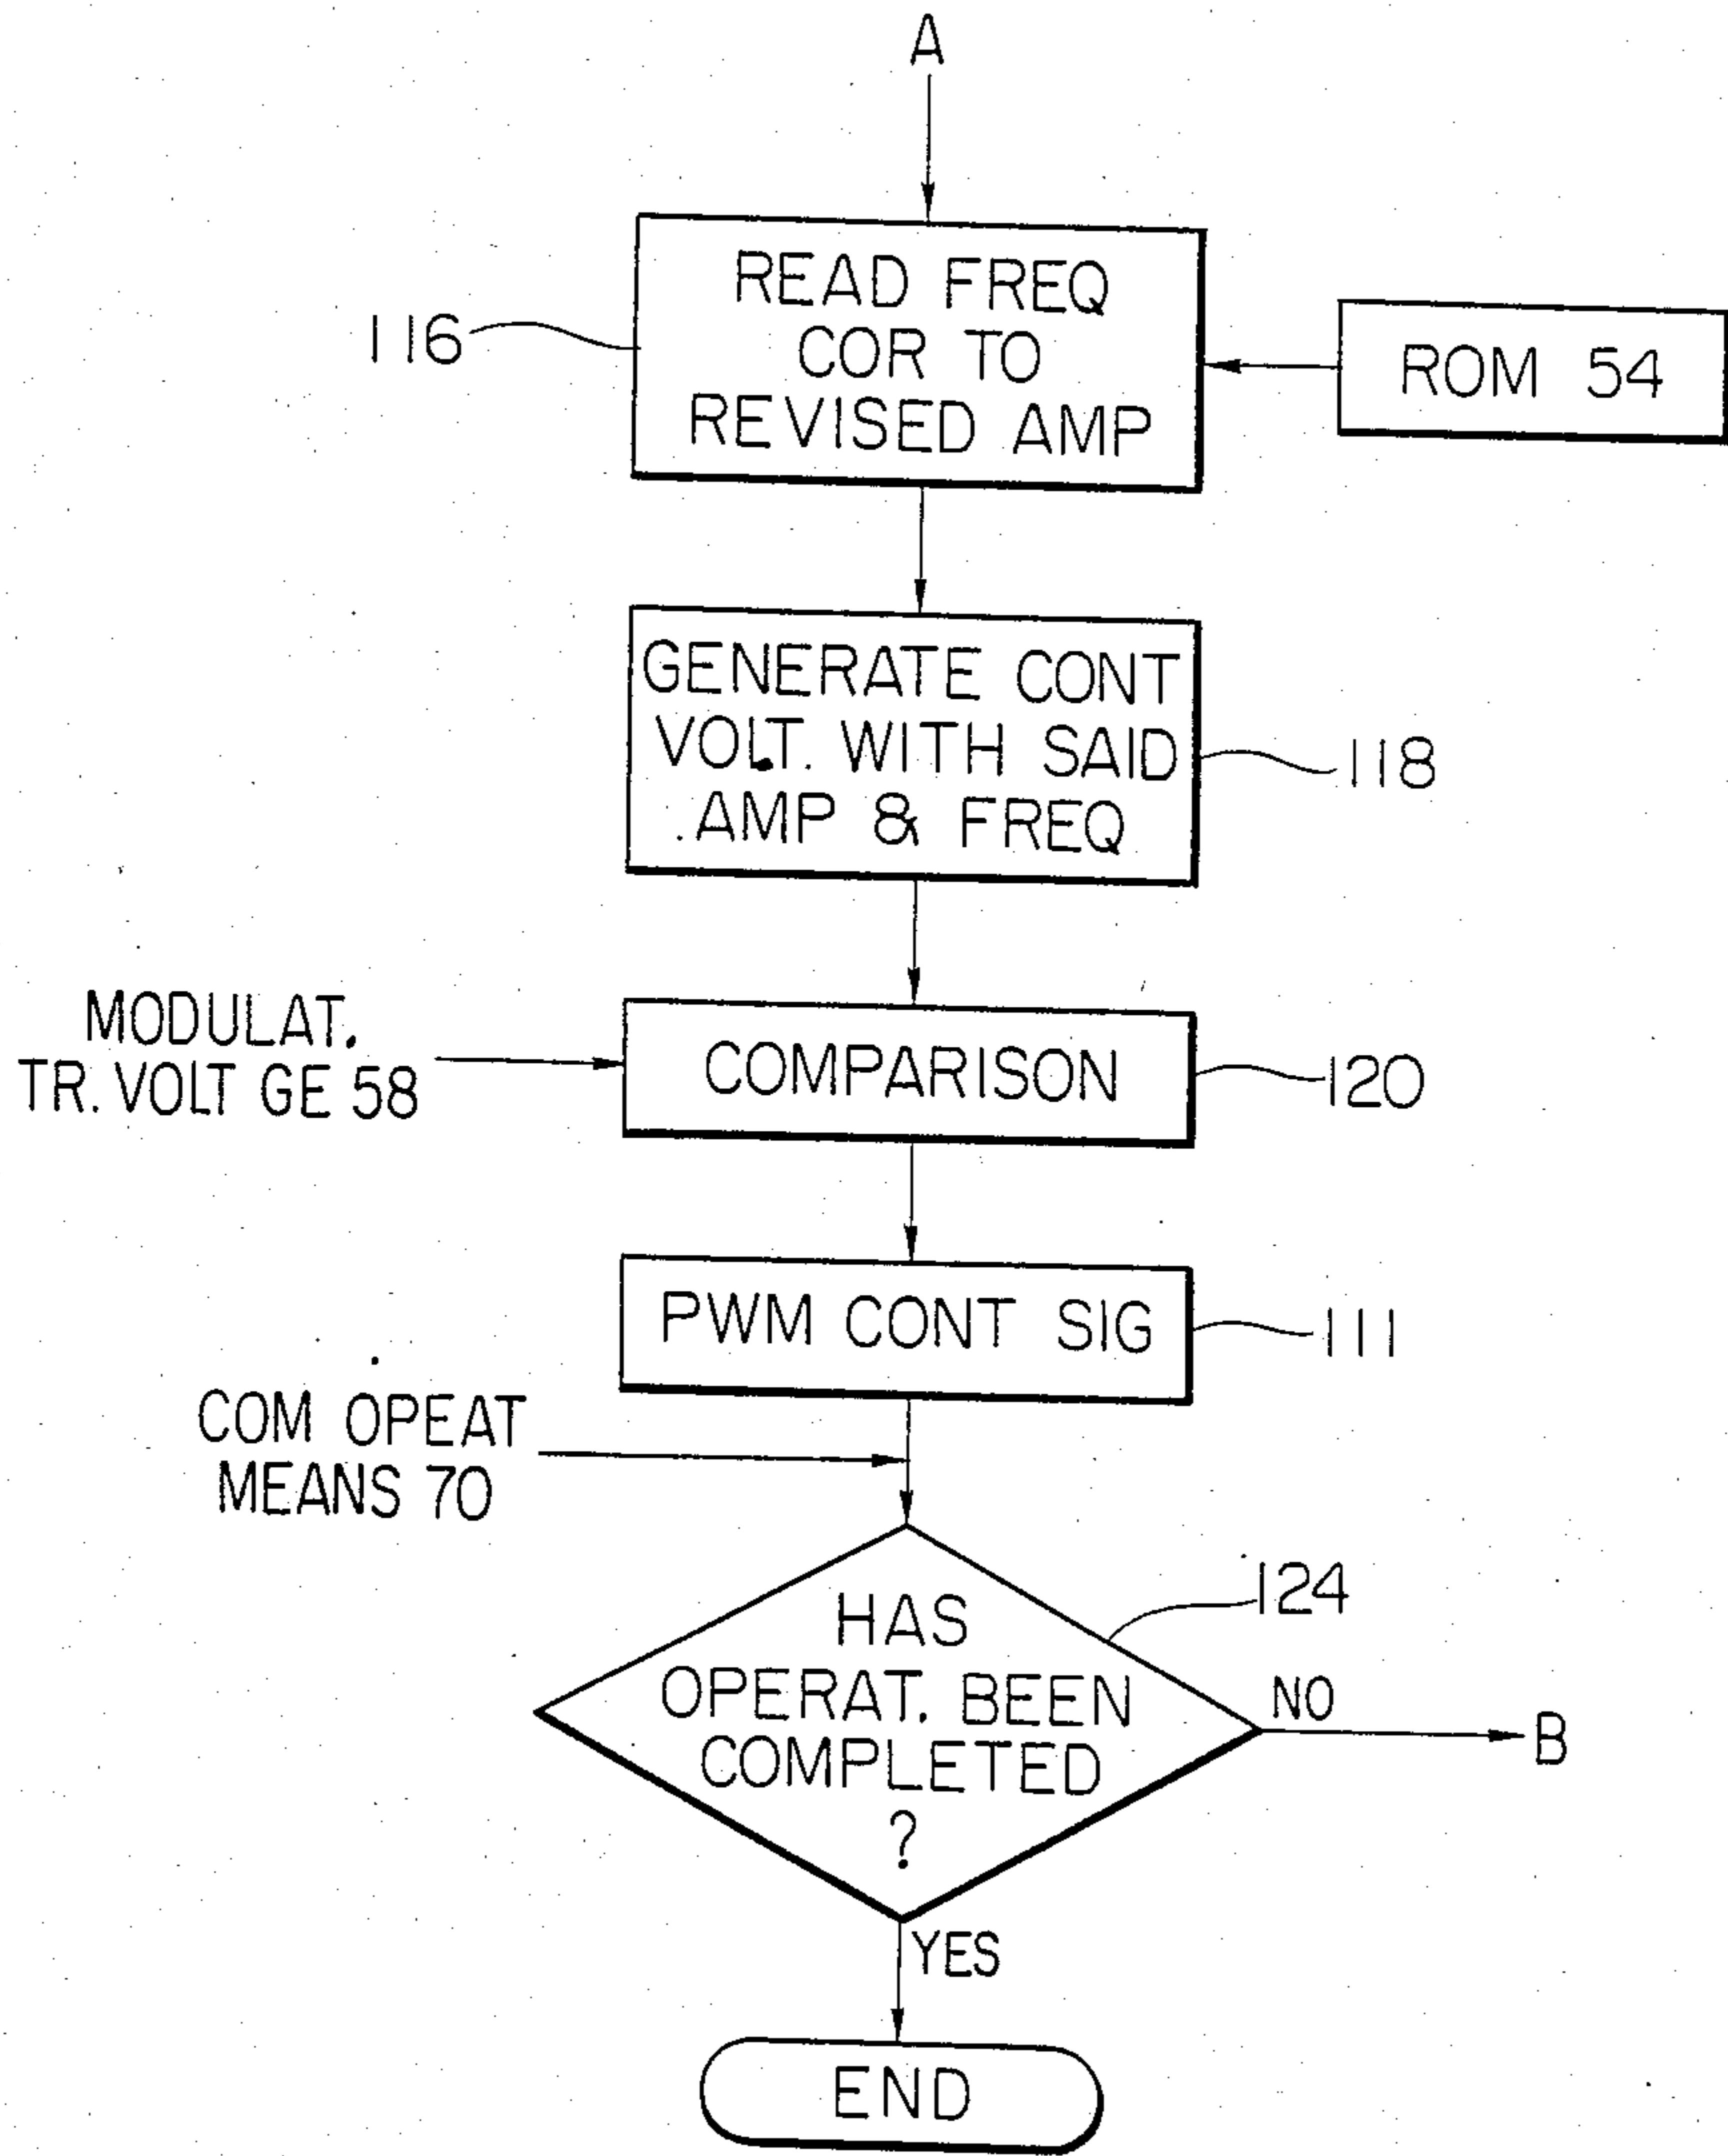 A
READ FREQ
COR TO
REVISED AMP
116
ROM 54
GENERATE CONT
VOLT. WITH SAID
AMP & FREQ
118
MODULAT.
TR. VOLT GE 58
COMPARISON
120
PWM CONT SIG
111
COM OPEAT
MEANS 70
HAS
OPERAT. BEEN
COMPLETED
?
124
NO
B
YES
END